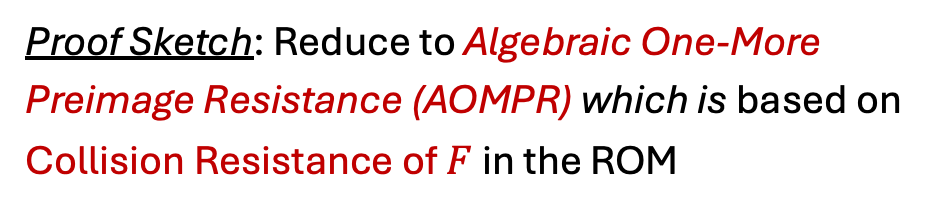 Proof Sketch: Reduce to Algebraic One-More
Preimage Resistance (AOMPR) which is based on
Collision Resistance of F in the ROM